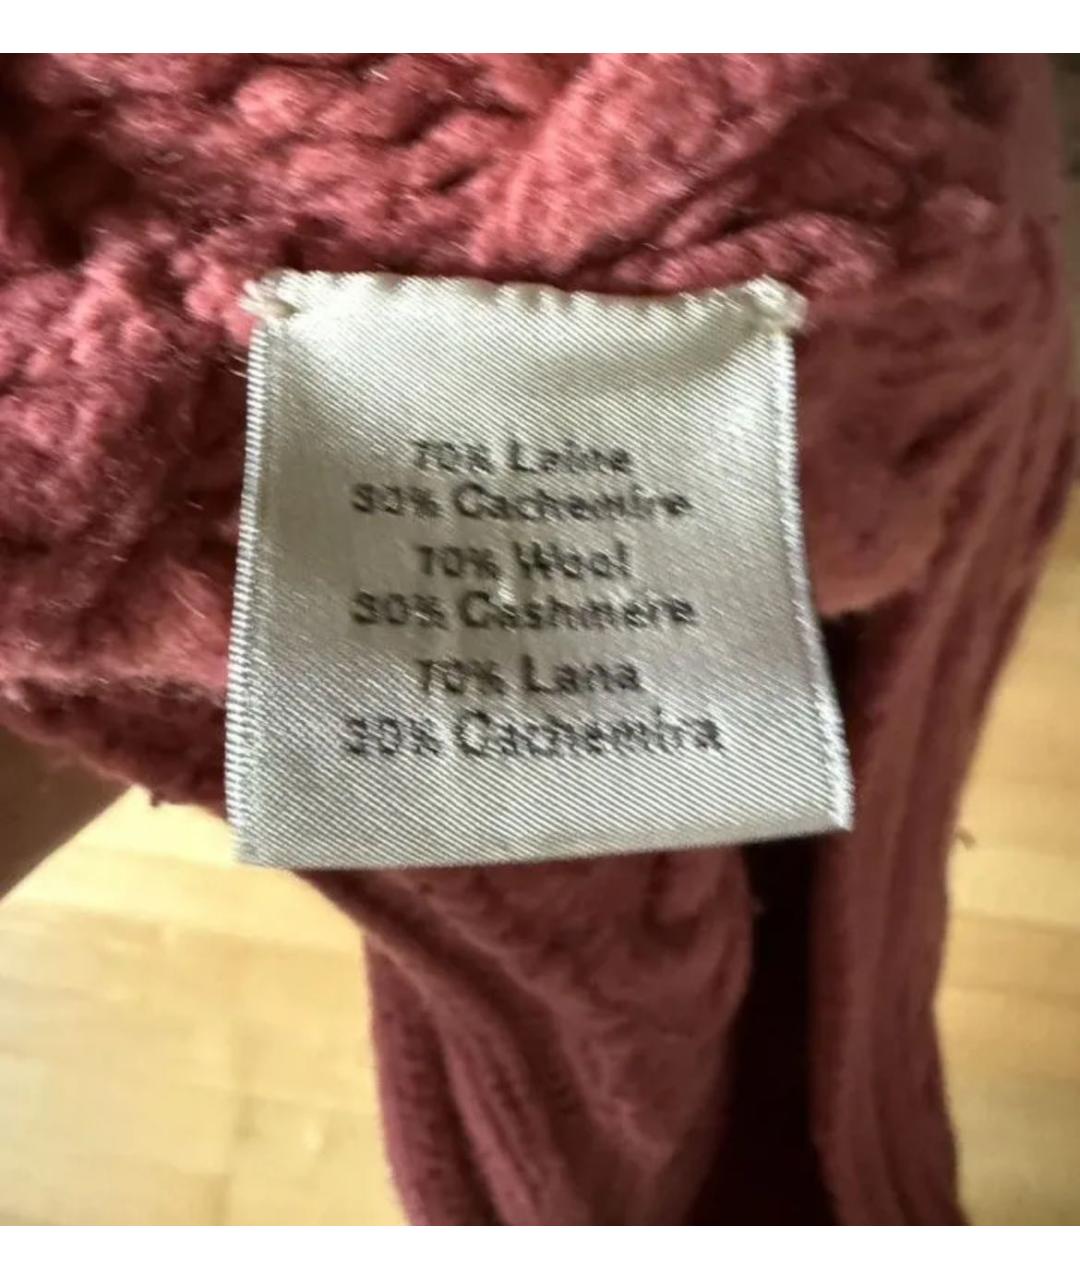 70% Laine
30% Cachemire
70% Wool
30% Cashmere
70% Lana
30% Cachemira